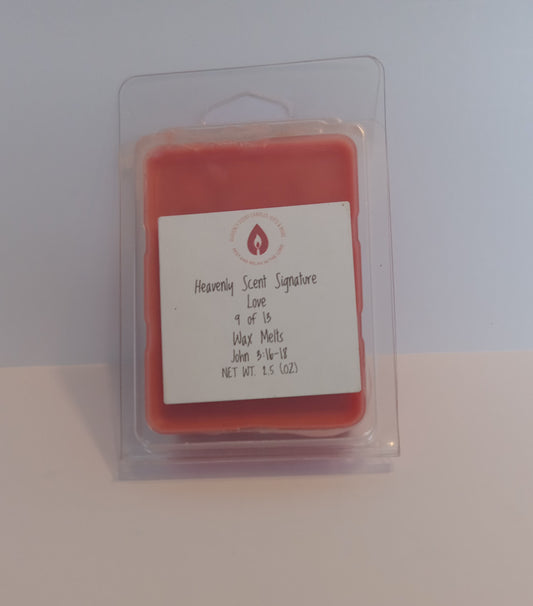 Heavenly Scent Signature
Love
9 of 13
Wax Melts
John 3:16-18
NET WT. 2.5 (OZ)